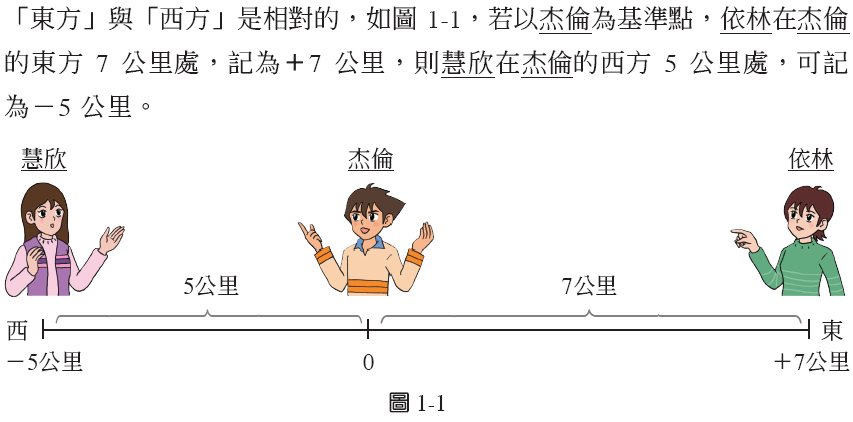 「東方」與「西方」是相對的，如圖 1-1，若以杰倫為基準點，依林在杰倫
的東方 7 公里處，記為＋7 公里，則慧欣在杰倫的西方 5 公里處，可記
為－5 公里。
慧欣 杰倫 依林
5公里 7公里
西 東
－5公里 0 ＋7公里
圖 1-1